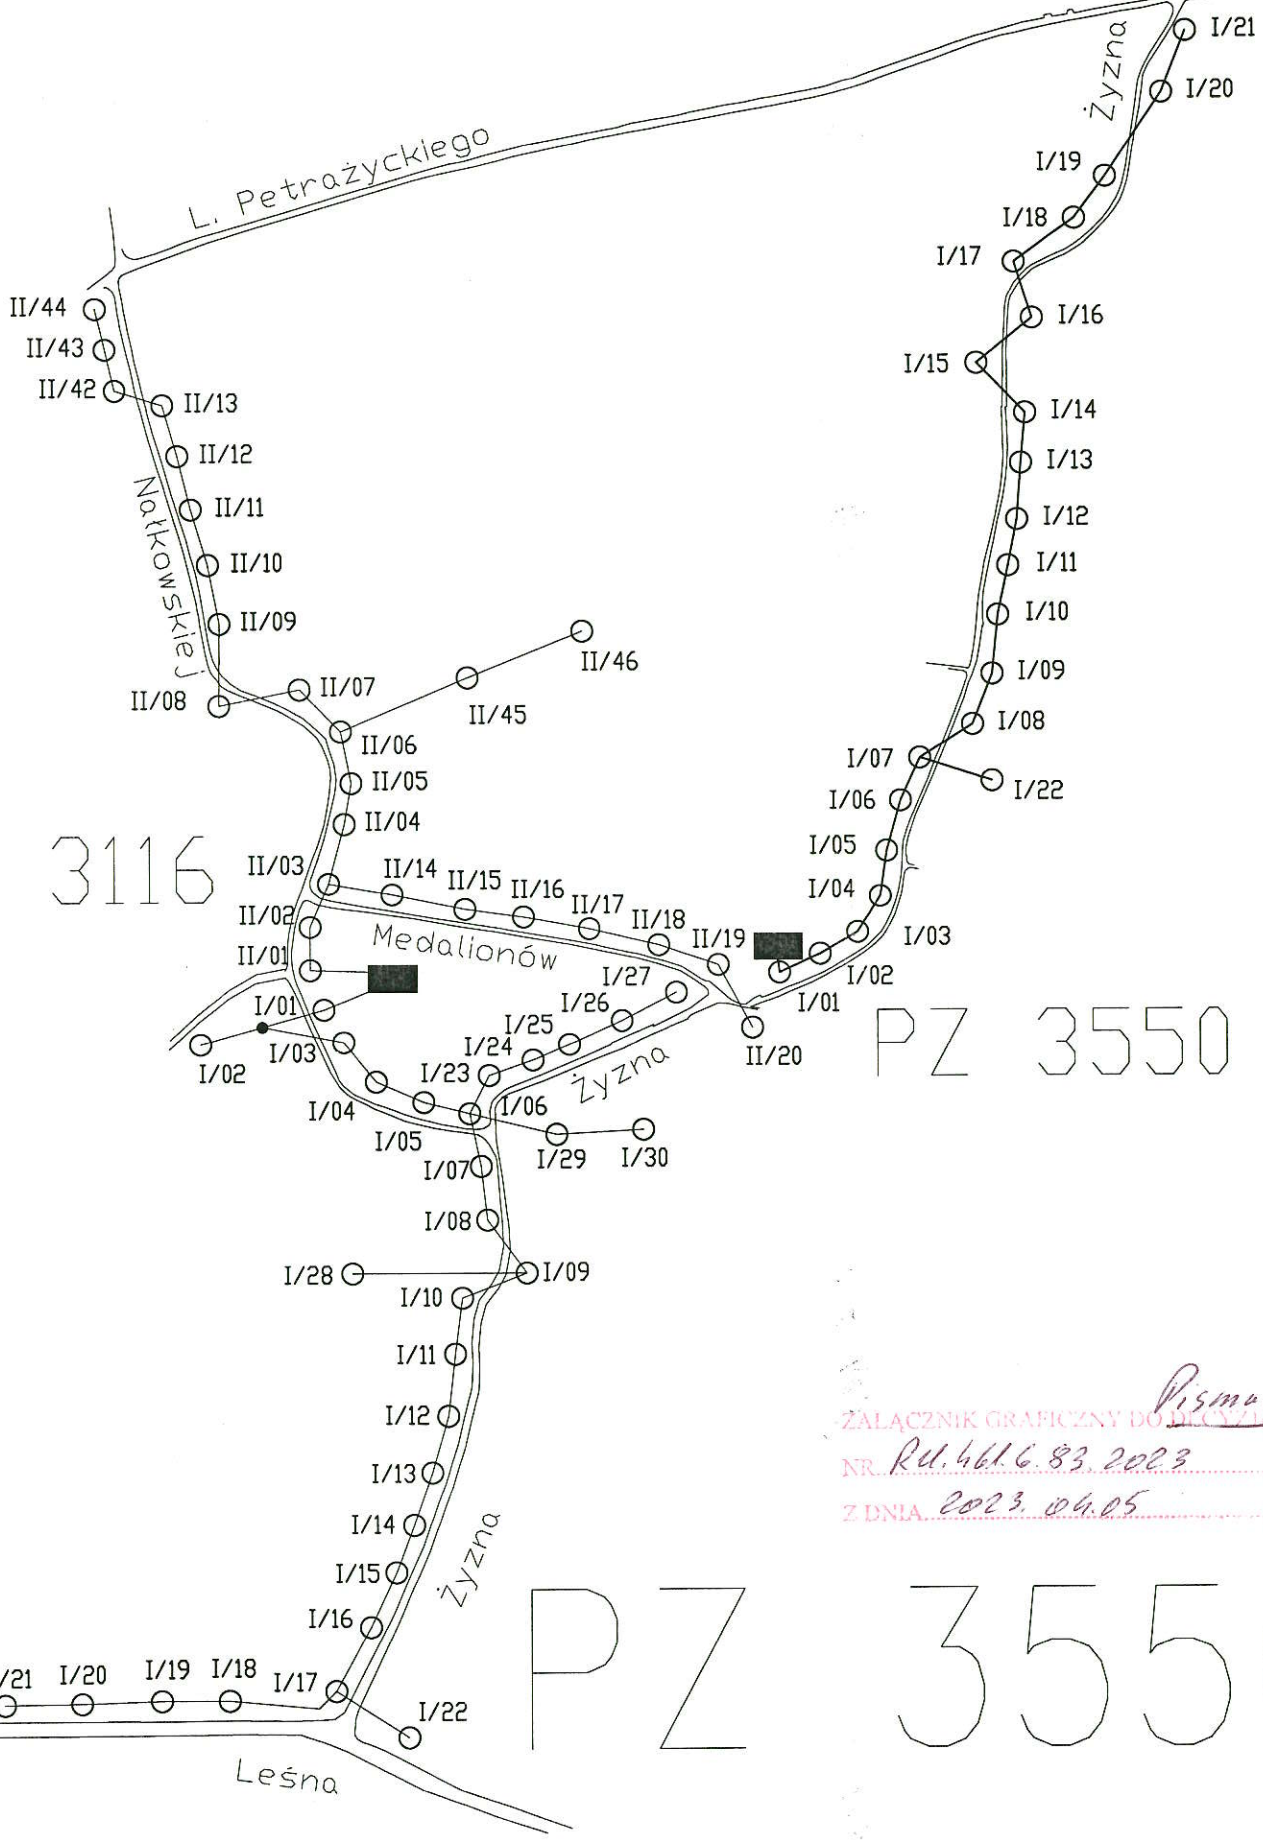 I/21
I/20
Żyzna
L. Petrażyckiego
I/19
I/18
I/17
II/44
I/16
II/43
I/15
II/42
II/13
I/14
II/12
I/13
Nałkowskiej
II/11
I/12
II/10
I/11
II/09
I/10
II/46
I/09
II/08
II/07
II/45
I/08
II/06
I/07
II/05
I/22
I/06
II/04
I/05
3116
II/03
II/14
II/15
II/16
II/17
II/18
II/19
I/04
II/02
Medalionów
I/03
II/01
I/27
I/02
I/01
I/01
I/26
PZ 3550
I/25
II/20
I/03
I/24
I/02
I/23
Żyzna
I/04
I/06
I/05
I/29
I/30
I/07
I/08
I/28
I/09
I/10
I/11
I/12
ZAŁĄCZNIK GRAFICZNY DO DECYZJI
Pisma
I/13
NR
2023
Z DNIA 2023. 04.05
I/14
Żyzna
I/15
I/16
PZ 355
/21
I/20
I/19
I/18
I/17
I/22
Leśna